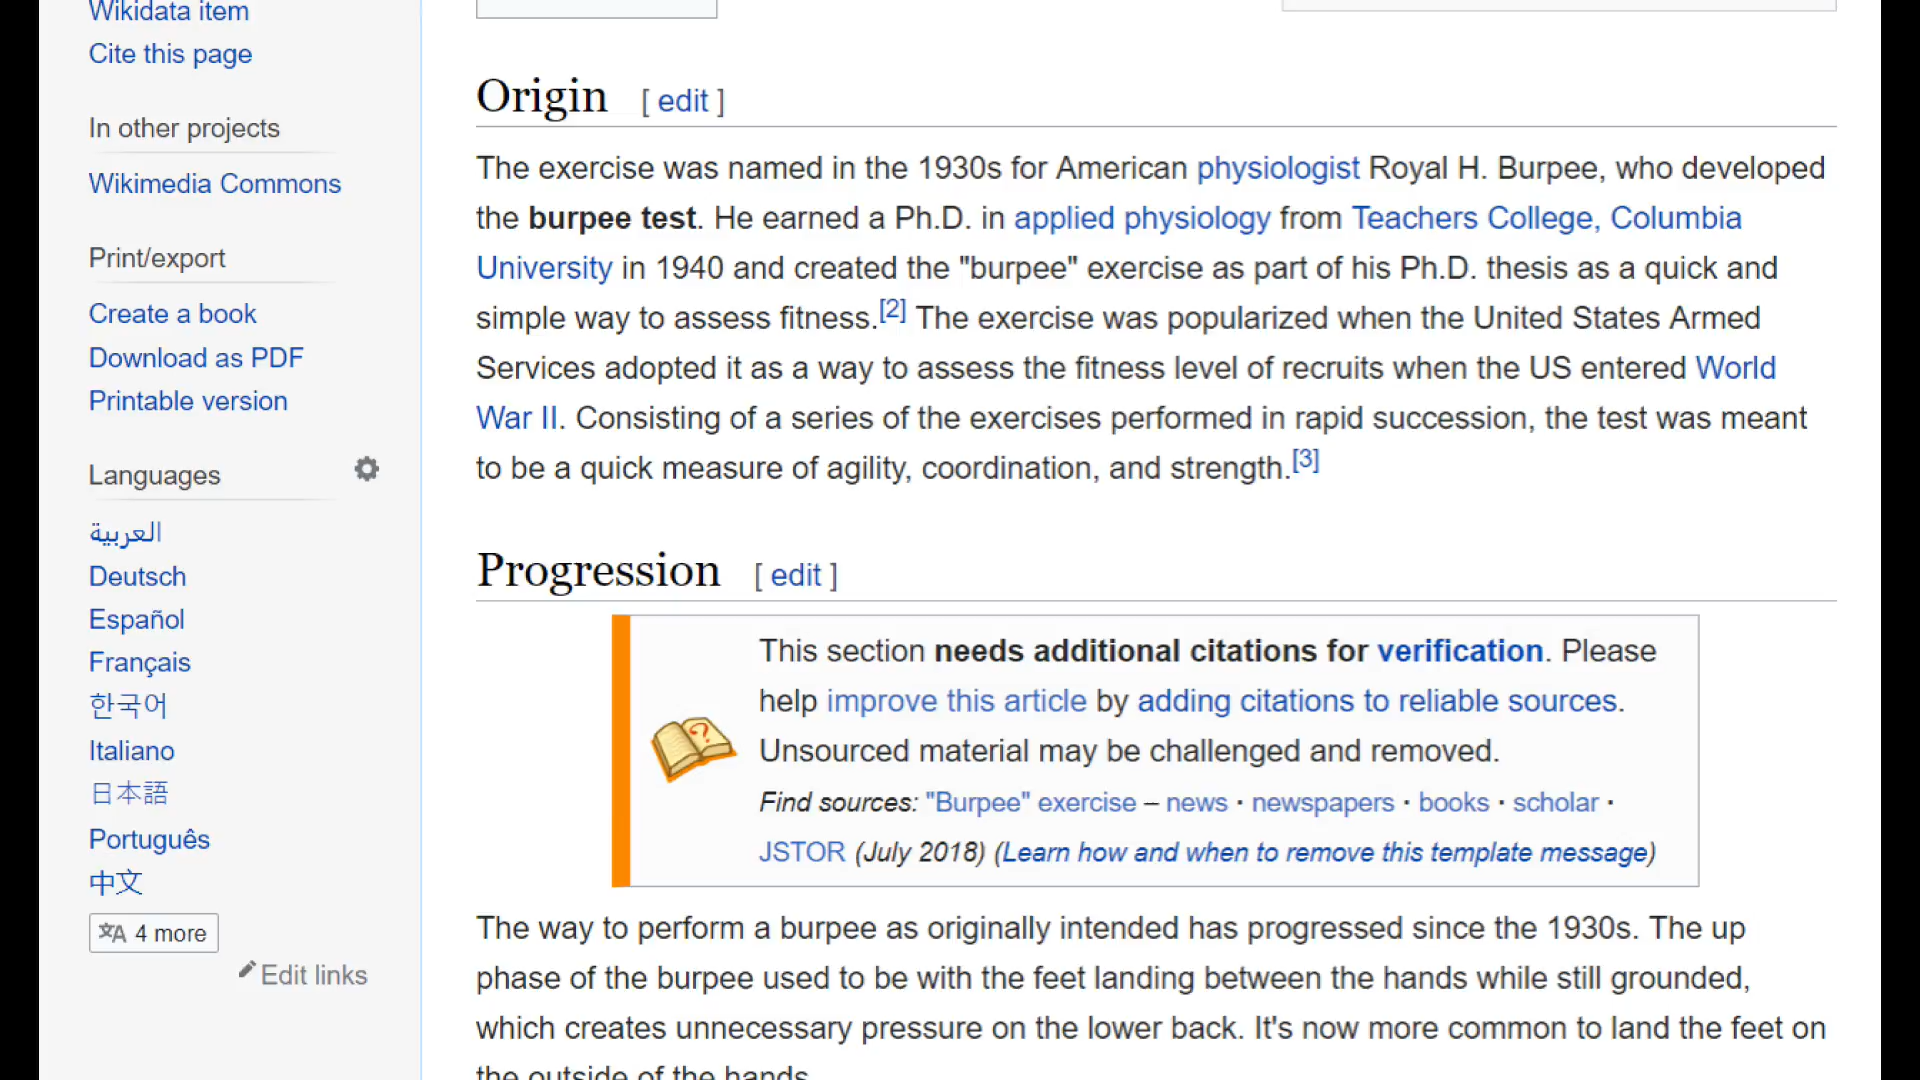 Wikidata item
Cite this page
In other projects
Wikimedia Commons
Print/export
Create a book
Download as PDF
Printable version
Languages
العربية
Deutsch
Español
Français
한국어
Italiano
日本語
Português
中文
4 more
Edit links
Origin [ edit ]
The exercise was named in the 1930s for American physiologist Royal H. Burpee, who developed
the burpee test. He earned a Ph.D. in applied physiology from Teachers College, Columbia
University in 1940 and created the "burpee" exercise as part of his Ph.D. thesis as a quick and
simple way to assess fitness.[2] The exercise was popularized when the United States Armed
Services adopted it as a way to assess the fitness level of recruits when the US entered World
War II. Consisting of a series of the exercises performed in rapid succession, the test was meant
to be a quick measure of agility, coordination, and strength.[3]
Progression [ edit ]
This section needs additional citations for verification. Please
help improve this article by adding citations to reliable sources.
Unsourced material may be challenged and removed.
Find sources: "Burpee" exercise – news · newspapers · books · scholar ·
JSTOR (July 2018) (Learn how and when to remove this template message)
The way to perform a burpee as originally intended has progressed since the 1930s. The up
phase of the burpee used to be with the feet landing between the hands while still grounded,
which creates unnecessary pressure on the lower back. It's now more common to land the feet on
the outside of the hands.